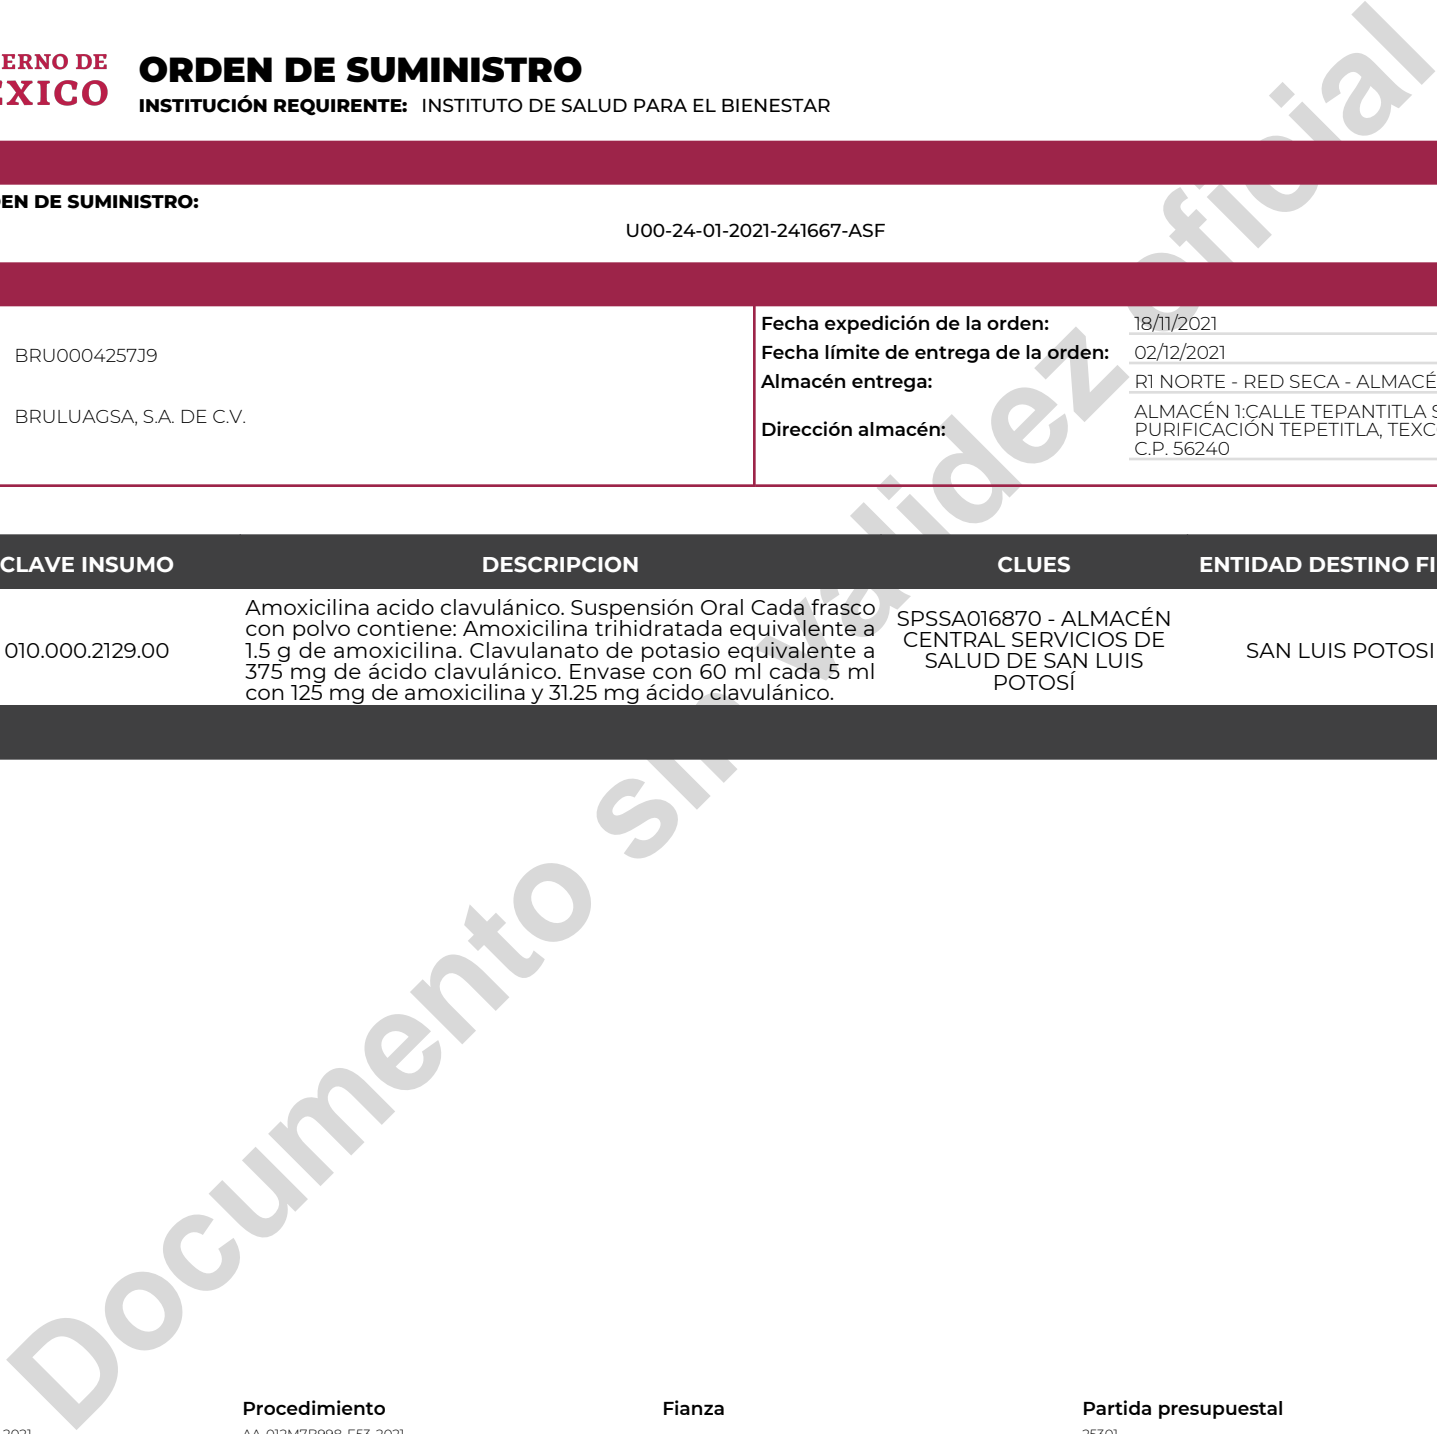 ERNO DE
EXICO
ORDEN DE SUMINISTRO
INSTITUCIÓN REQUIRENTE: INSTITUTO DE SALUD PARA EL BIENESTAR
EN DE SUMINISTRO:
U00-24-01-2021-241667-ASF
BRU0004257J9
BRULUAGSA, S.A. DE C.V.
Fecha expedición de la orden: 18/11/2021
Fecha límite de entrega de la orden: 02/12/2021
Almacén entrega: R1 NORTE - RED SECA - ALMACÉ
Dirección almacén:
ALMACÉN 1:CALLE TEPANTITLA S
PURIFICACIÓN TEPETITLA, TEXC
C.P. 56240
CLAVE INSUMO DESCRIPCION CLUES ENTIDAD DESTINO FI
010.000.2129.00
Amoxicilina acido clavulánico. Suspensión Oral Cada frasco
con polvo contiene: Amoxicilina trihidratada equivalente a
1.5 g de amoxicilina. Clavulanato de potasio equivalente a
375 mg de ácido clavulánico. Envase con 60 ml cada 5 ml
con 125 mg de amoxicilina y 31.25 mg ácido clavulánico.
SPSSA016870 - ALMACÉN
CENTRAL SERVICIOS DE
SALUD DE SAN LUIS
POTOSÍ
SAN LUIS POTOSI
Documento sin validez oficial
Procedimiento Fianza Partida presupuestal